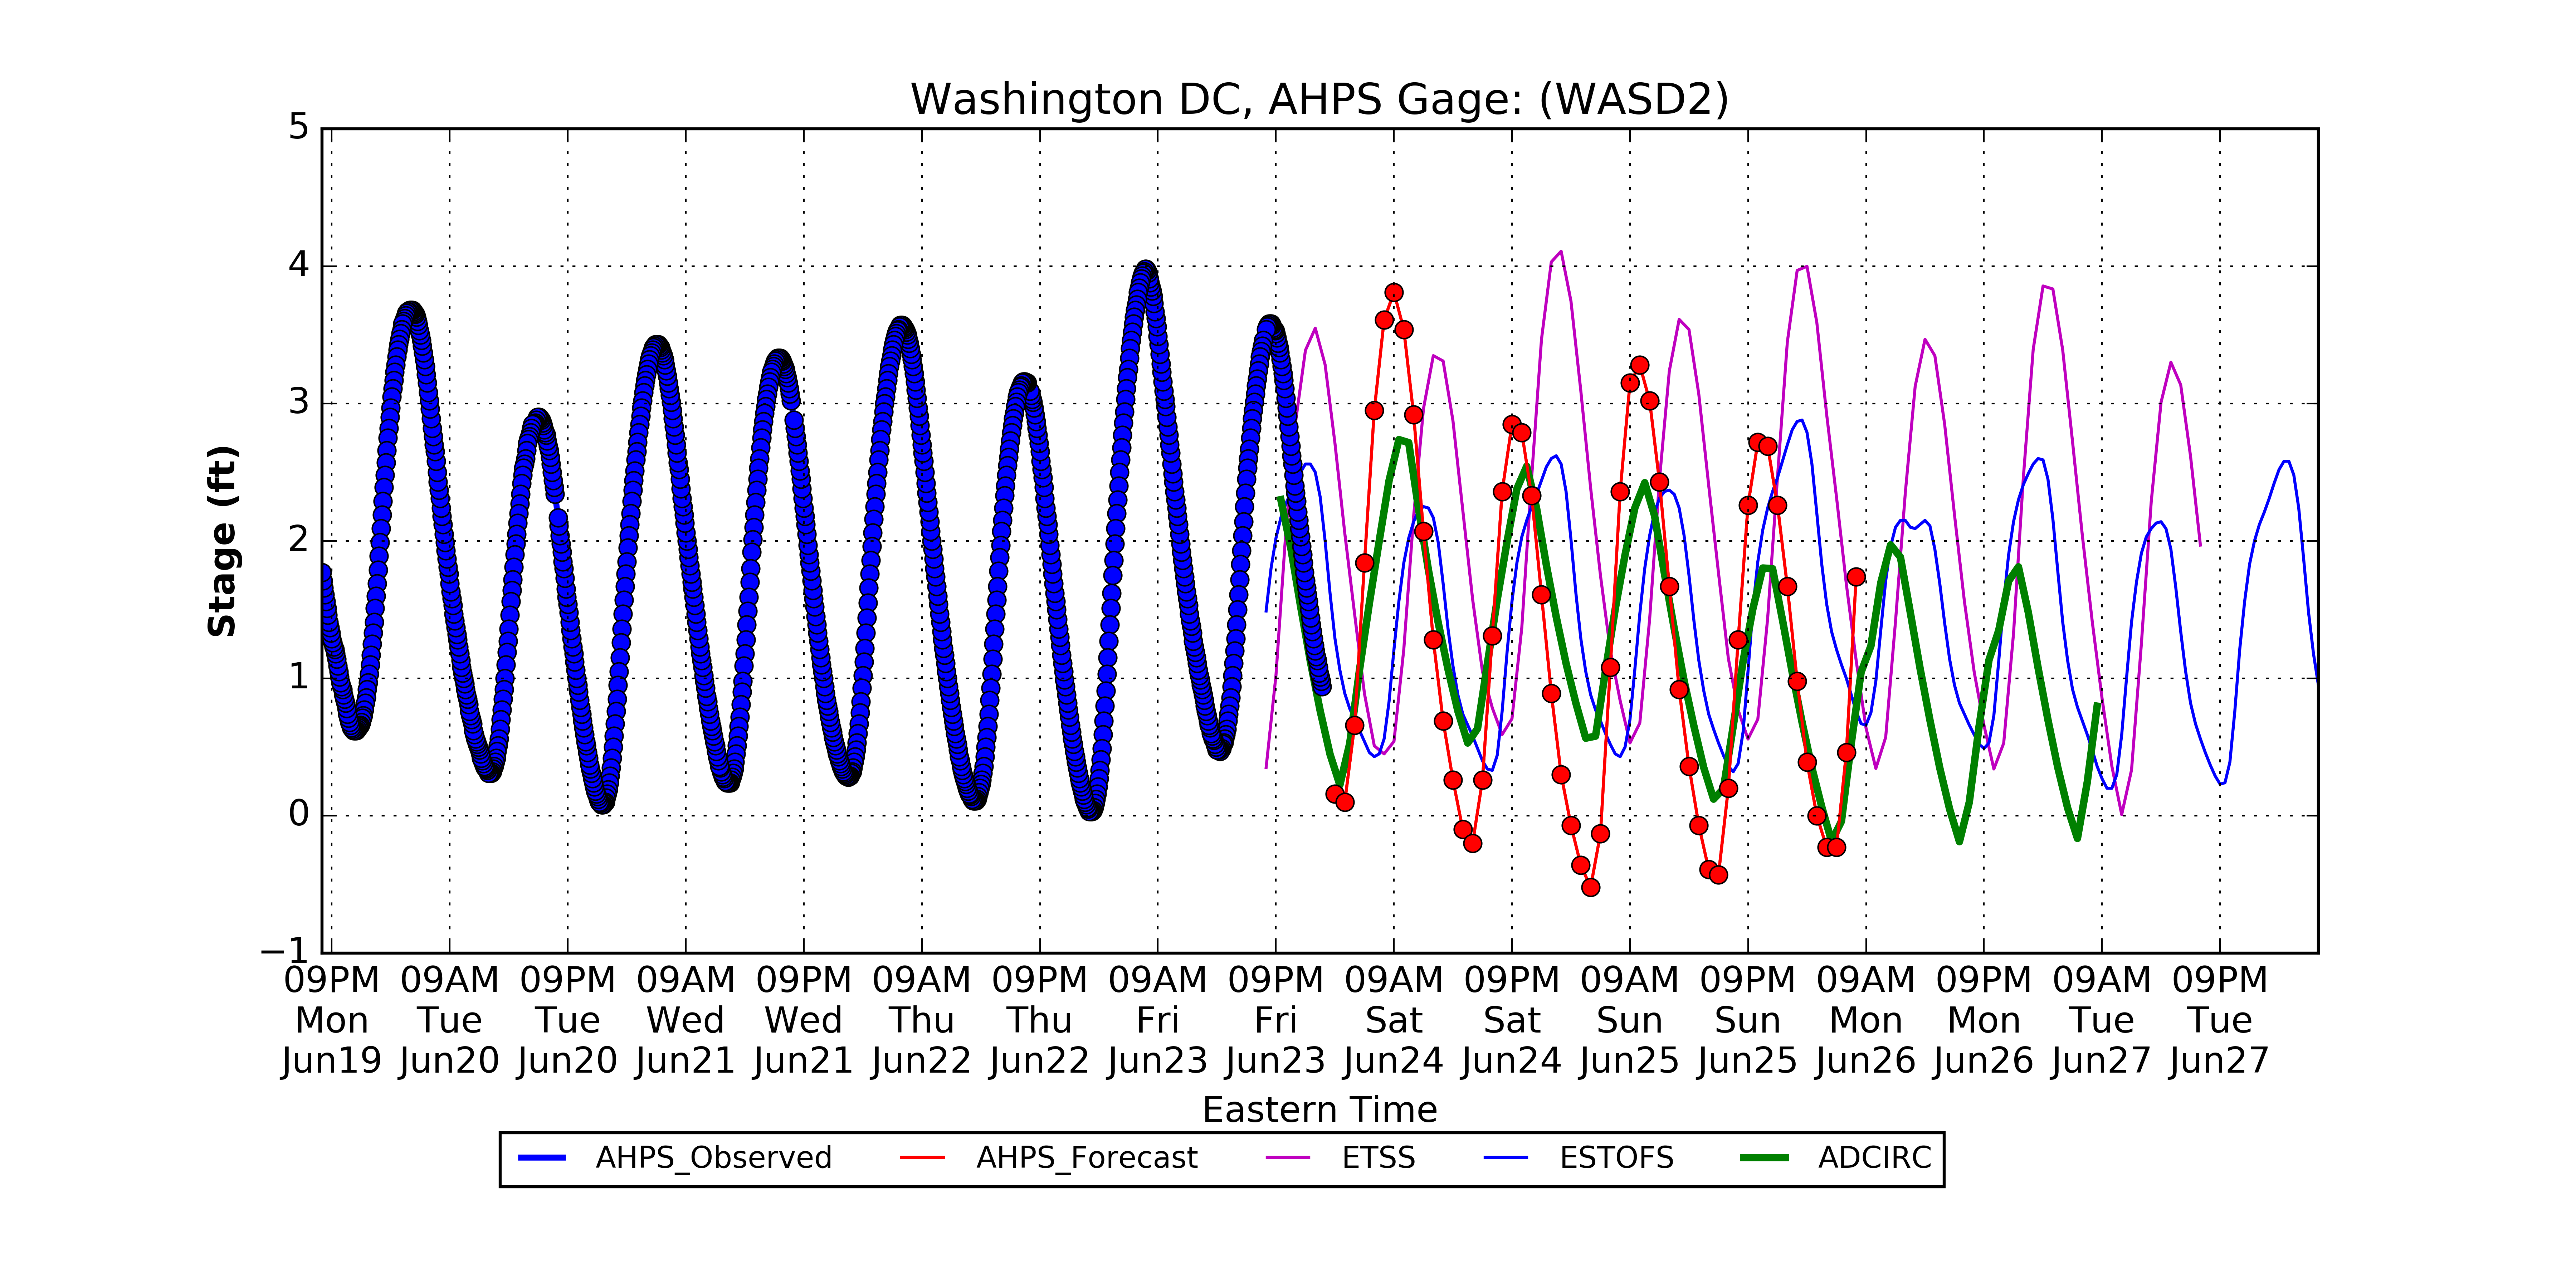 Washington DC, AHPS Gage: (WASD2)
Stage (ft)
5
4
3
2
1
0
−1
09PM 09AM 09PM 09AM 09PM 09AM 09PM 09AM 09PM 09AM 09PM 09AM 09PM 09AM 09PM 09AM 09PM
Mon Tue Tue Wed Wed Thu Thu Fri Fri Sat Sat Sun Sun Mon Mon Tue Tue
Jun19 Jun20 Jun20 Jun21 Jun21 Jun22 Jun22 Jun23 Jun23 Jun24 Jun24 Jun25 Jun25 Jun26 Jun26 Jun27 Jun27
Eastern Time
AHPS_Observed AHPS_Forecast ETSS ESTOFS ADCIRC